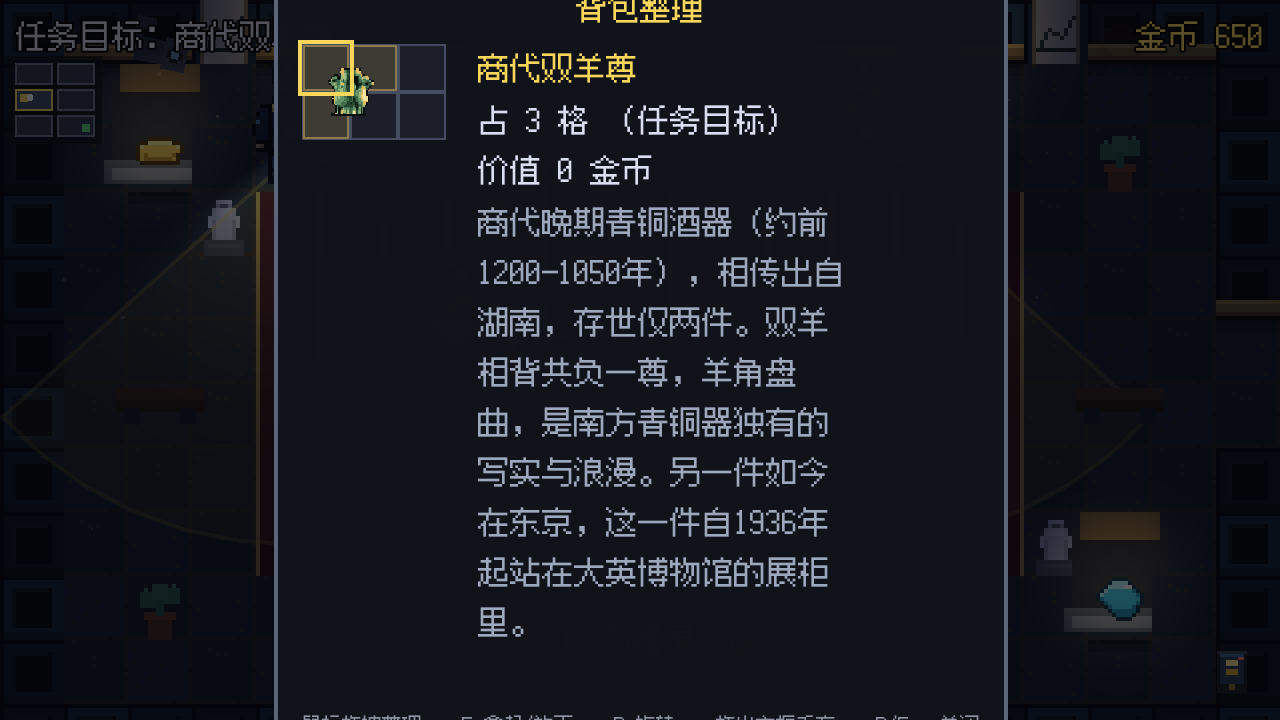 背包整理
任务目标：商代双
金币 650
商代双羊尊
占 3 格 （任务目标）
价值 0 金币
商代晚期青铜酒器（约前
1200-1050年），相传出自
湖南，存世仅两件。双羊
相背共负一尊，羊角盘
曲，是南方青铜器独有的
写实与浪漫。另一件如今
在东京，这一件自1936年
起站在大英博物馆的展柜
里。